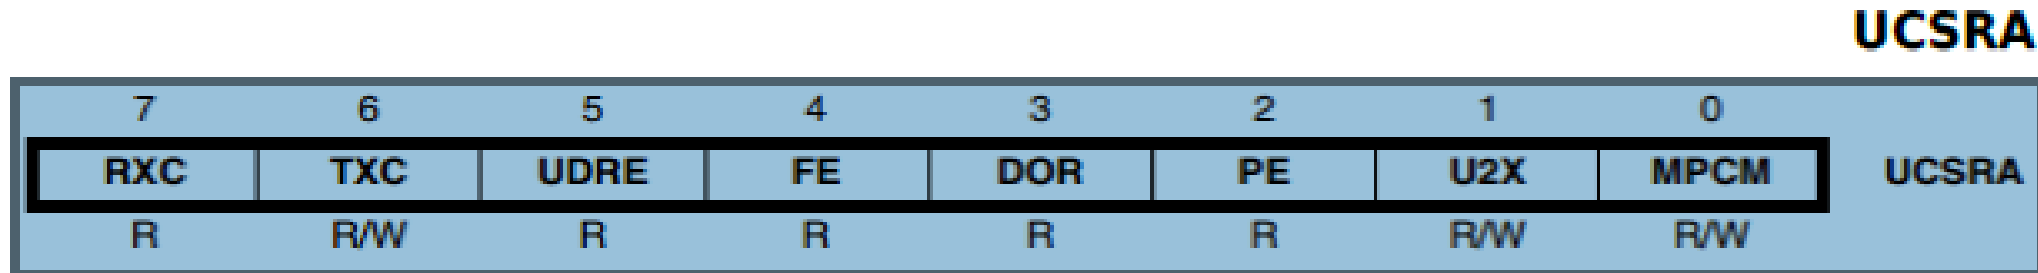 UCSRA
7 6 5 4 3 2 1 0
RXC TXC UDRE FE DOR PE U2X MPCM UCSRA
R R/W R R R R R/W R/W